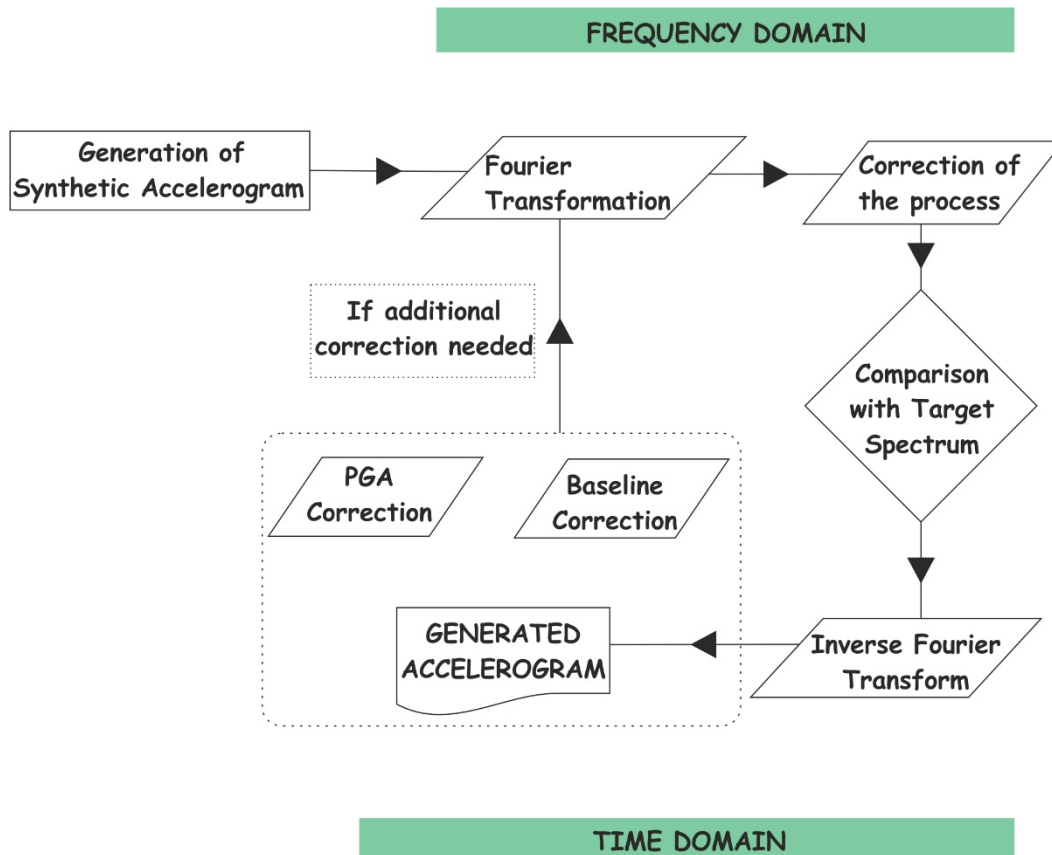 FREQUENCY DOMAIN
Generation of
Synthetic Accelerogram
Fourier
Transformation
Correction of
the process
If additional
correction needed
Comparison
with Target
Spectrum
PGA
Correction
Baseline
Correction
GENERATED
ACCELEROGRAM
Inverse Fourier
Transform
TIME DOMAIN